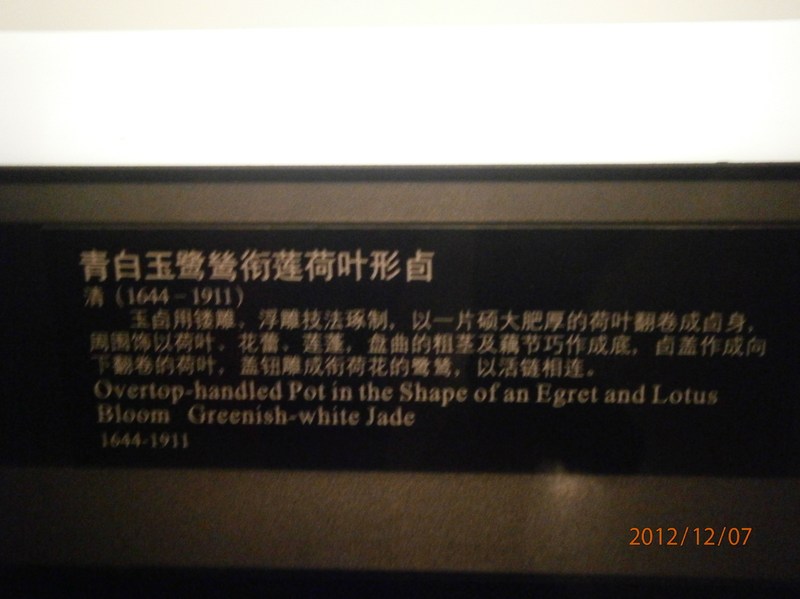 青白玉鹭鸶衔莲荷叶形卣
清（1644－1911）
玉卣用镂雕，浮雕技法琢制，以一片硕大肥厚的荷叶翻卷成卣身，
周围饰以荷叶、花蕾、莲蓬，盘曲的粗茎及藕节巧作成底，卣盖作成向
下翻卷的荷叶，盖钮雕成衔荷花的鹭鸶，以活链相连。
Overtop-handled Pot in the Shape of an Egret and Lotus
Bloom Greenish-white Jade
1644-1911
2012/12/07